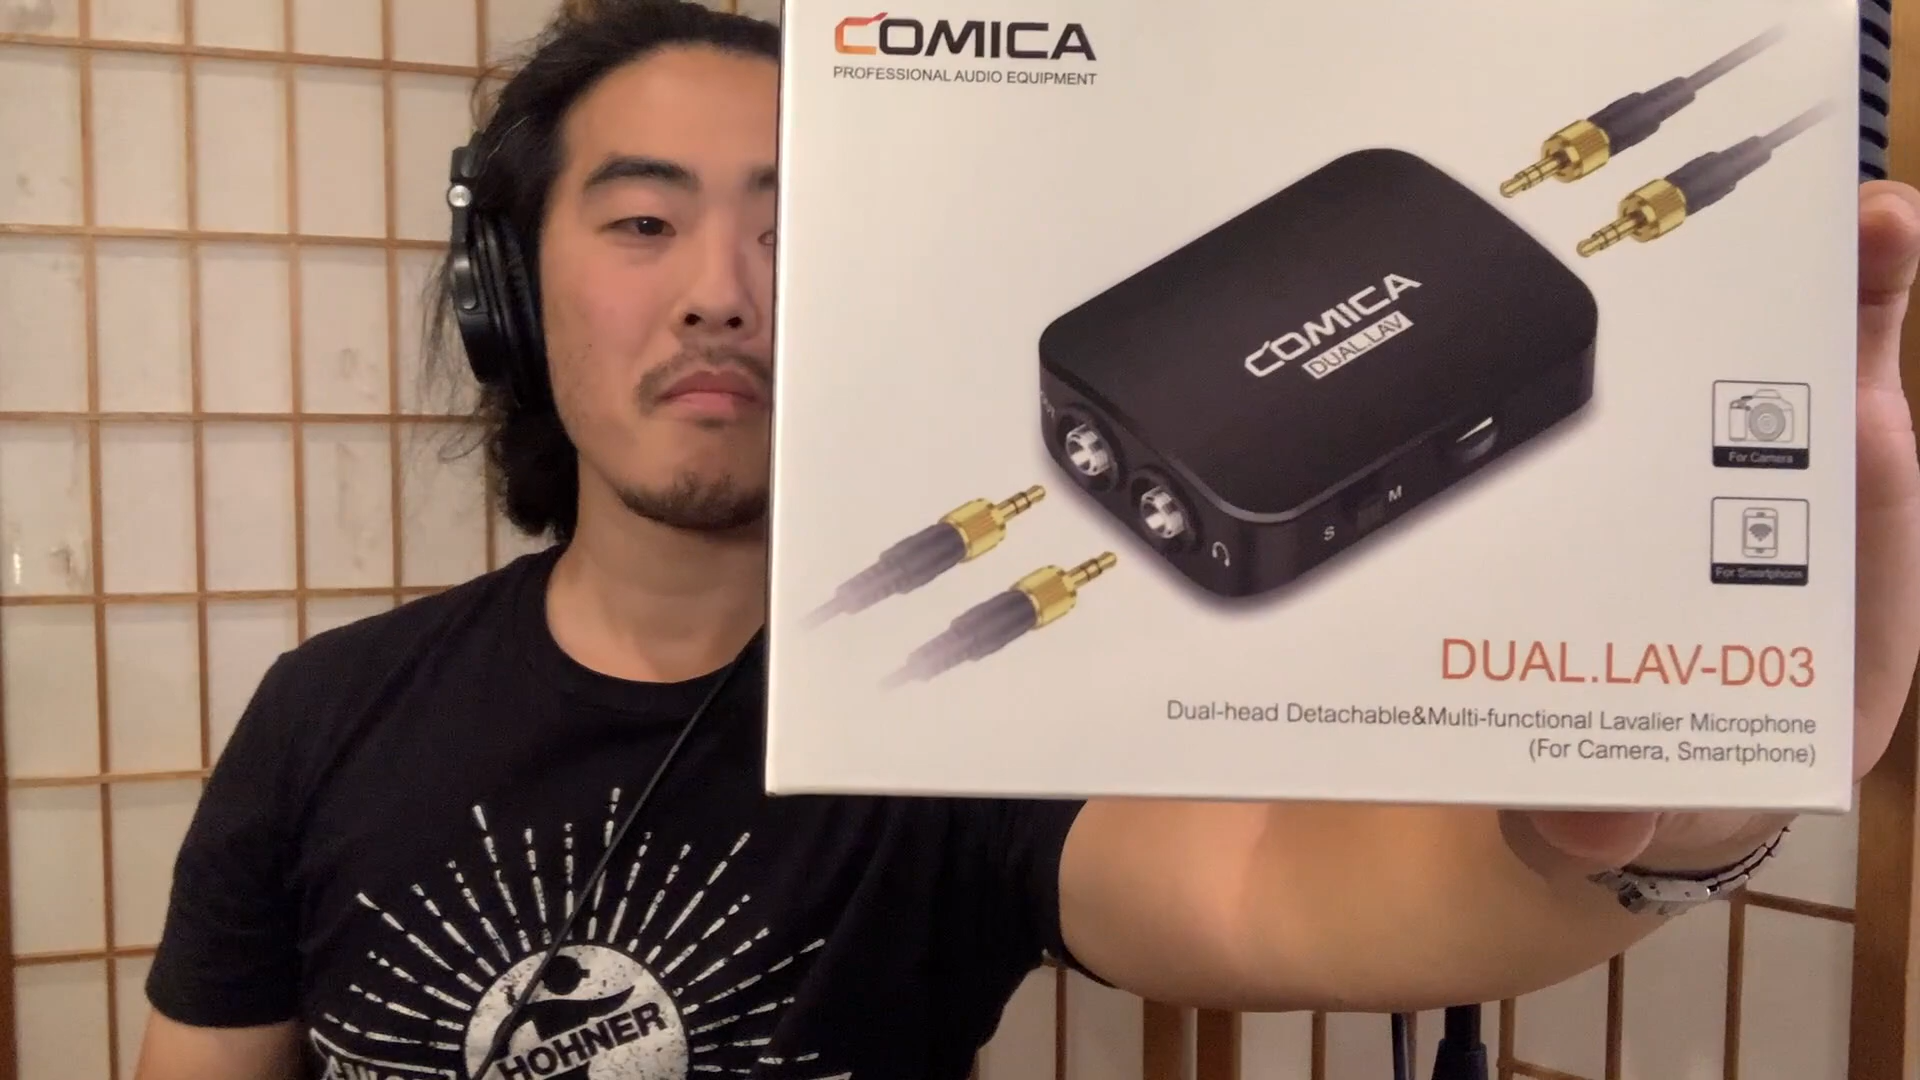 COMICA
PROFESSIONAL AUDIO EQUIPMENT
COMICA
DUAL.LAV
S
M
For Camera
For Smartphone
DUAL.LAV-D03
Dual-head Detachable&Multi-functional Lavalier Microphone
(For Camera, Smartphone)
HOHNER